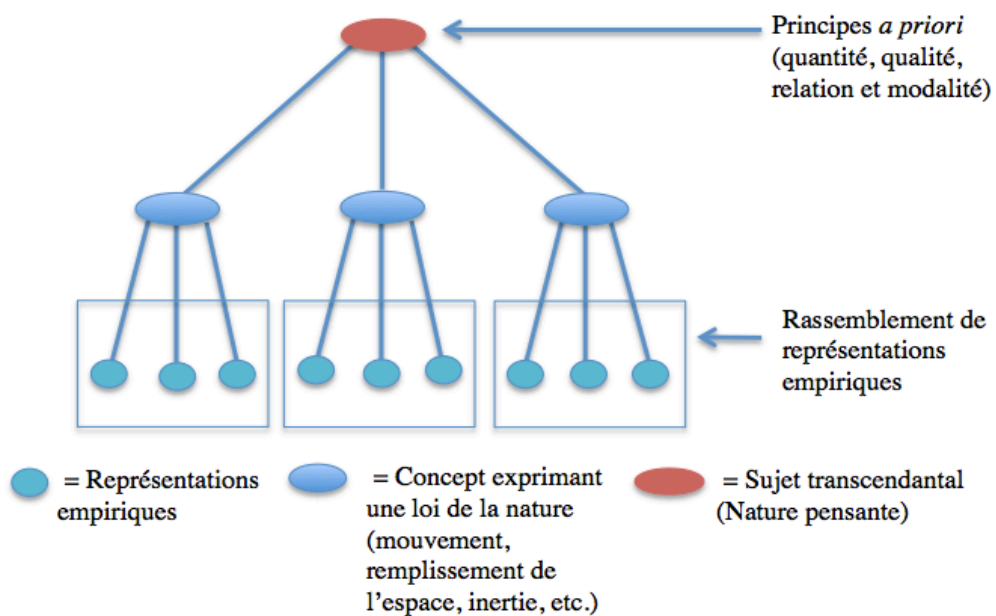 Principes a priori
(quantité, qualité,
relation et modalité)
Rassemblement de
représentations
empiriques
= Représentations
empiriques
= Concept exprimant
une loi de la nature
(mouvement,
remplissement de
l’espace, inertie, etc.)
= Sujet transcendantal
(Nature pensante)